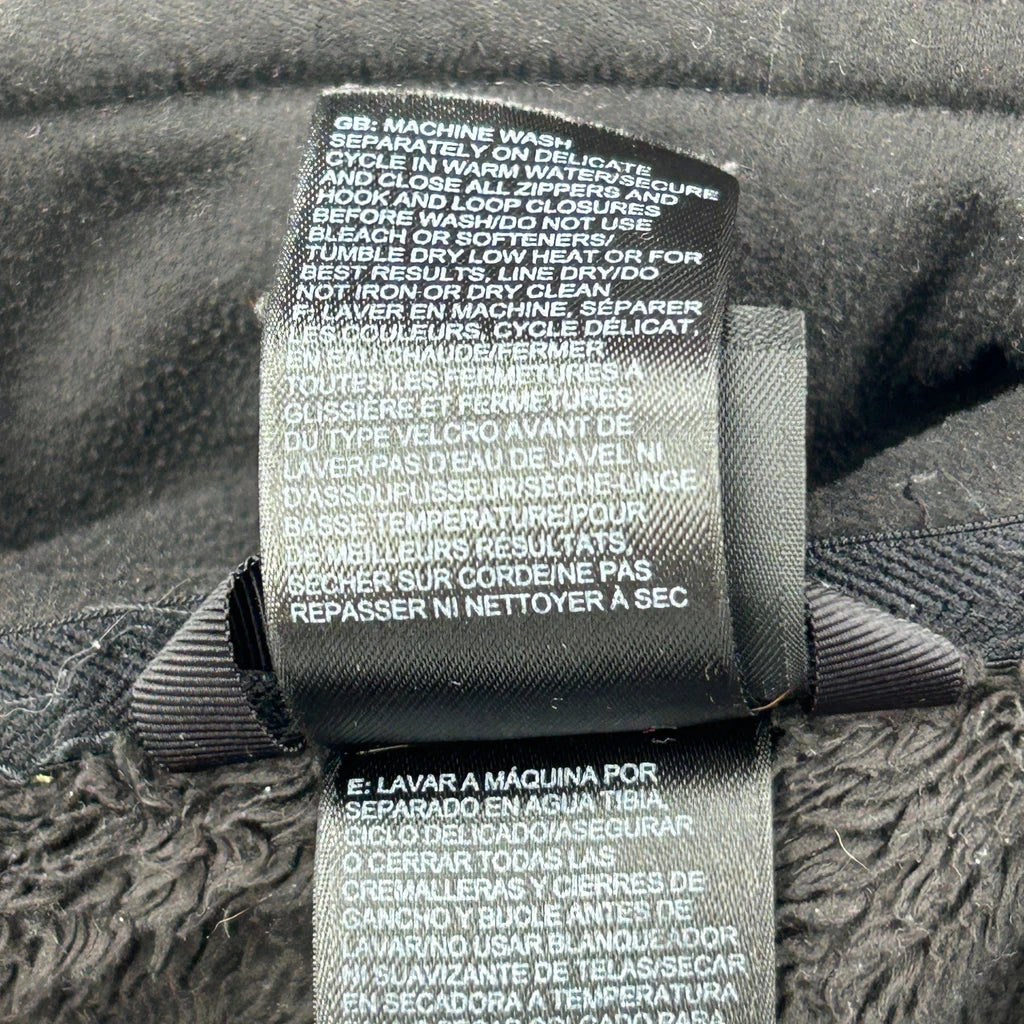 GB: MACHINE WASH
SEPARATELY ON DELICATE
CYCLE IN WARM WATER/SECURE
AND CLOSE ALL ZIPPERS AND
HOOK AND LOOP CLOSURES
BEFORE WASH/DO NOT USE
BLEACH OR SOFTENERS/
TUMBLE DRY LOW HEAT OR FOR
BEST RESULTS, LINE DRY/DO
NOT IRON OR DRY CLEAN
F: LAVER EN MACHINE, SÉPARER
LES COULEURS, CYCLE DÉLICAT,
EN EAU CHAUDE/FERMER
TOUTES LES FERMETURES À
GLISSIÈRE ET FERMETURES
DU TYPE VELCRO AVANT DE
LAVER/PAS D'EAU DE JAVEL NI
D'ASSOUPLISSEUR/SÈCHE-LINGE
BASSE TEMPÉRATURE/POUR
DE MEILLEURS RÉSULTATS,
SÉCHER SUR CORDE/NE PAS
REPASSER NI NETTOYER À SEC
E: LAVAR A MÁQUINA POR
SEPARADO EN AGUA TIBIA,
CICLO DELICADO/ASEGURAR
O CERRAR TODAS LAS
CREMALLERAS Y CIERRES DE
GANCHO Y BUCLE ANTES DE
LAVAR/NO USAR BLANQUEADOR
NI SUAVIZANTE DE TELAS/SECAR
EN SECADORA A TEMPERATURA